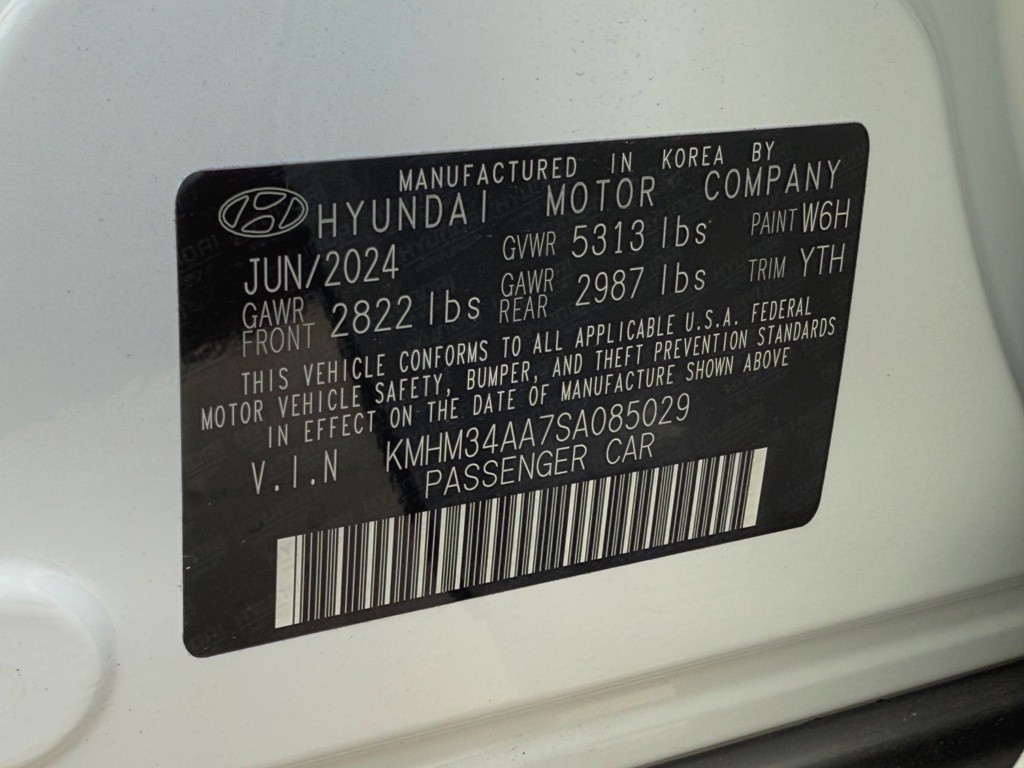 MANUFACTURED IN KOREA BY
HYUNDAI MOTOR COMPANY
JUN/2024 GVWR 5313 lbs PAINT W6H
GAWR FRONT 2822 lbs GAWR REAR 2987 lbs TRIM YTH
THIS VEHICLE CONFORMS TO ALL APPLICABLE U.S.A. FEDERAL
MOTOR VEHICLE SAFETY, BUMPER, AND THEFT PREVENTION STANDARDS
IN EFFECT ON THE DATE OF MANUFACTURE SHOWN ABOVE
V.I.N KMHM34AA7SA085029
PASSENGER CAR